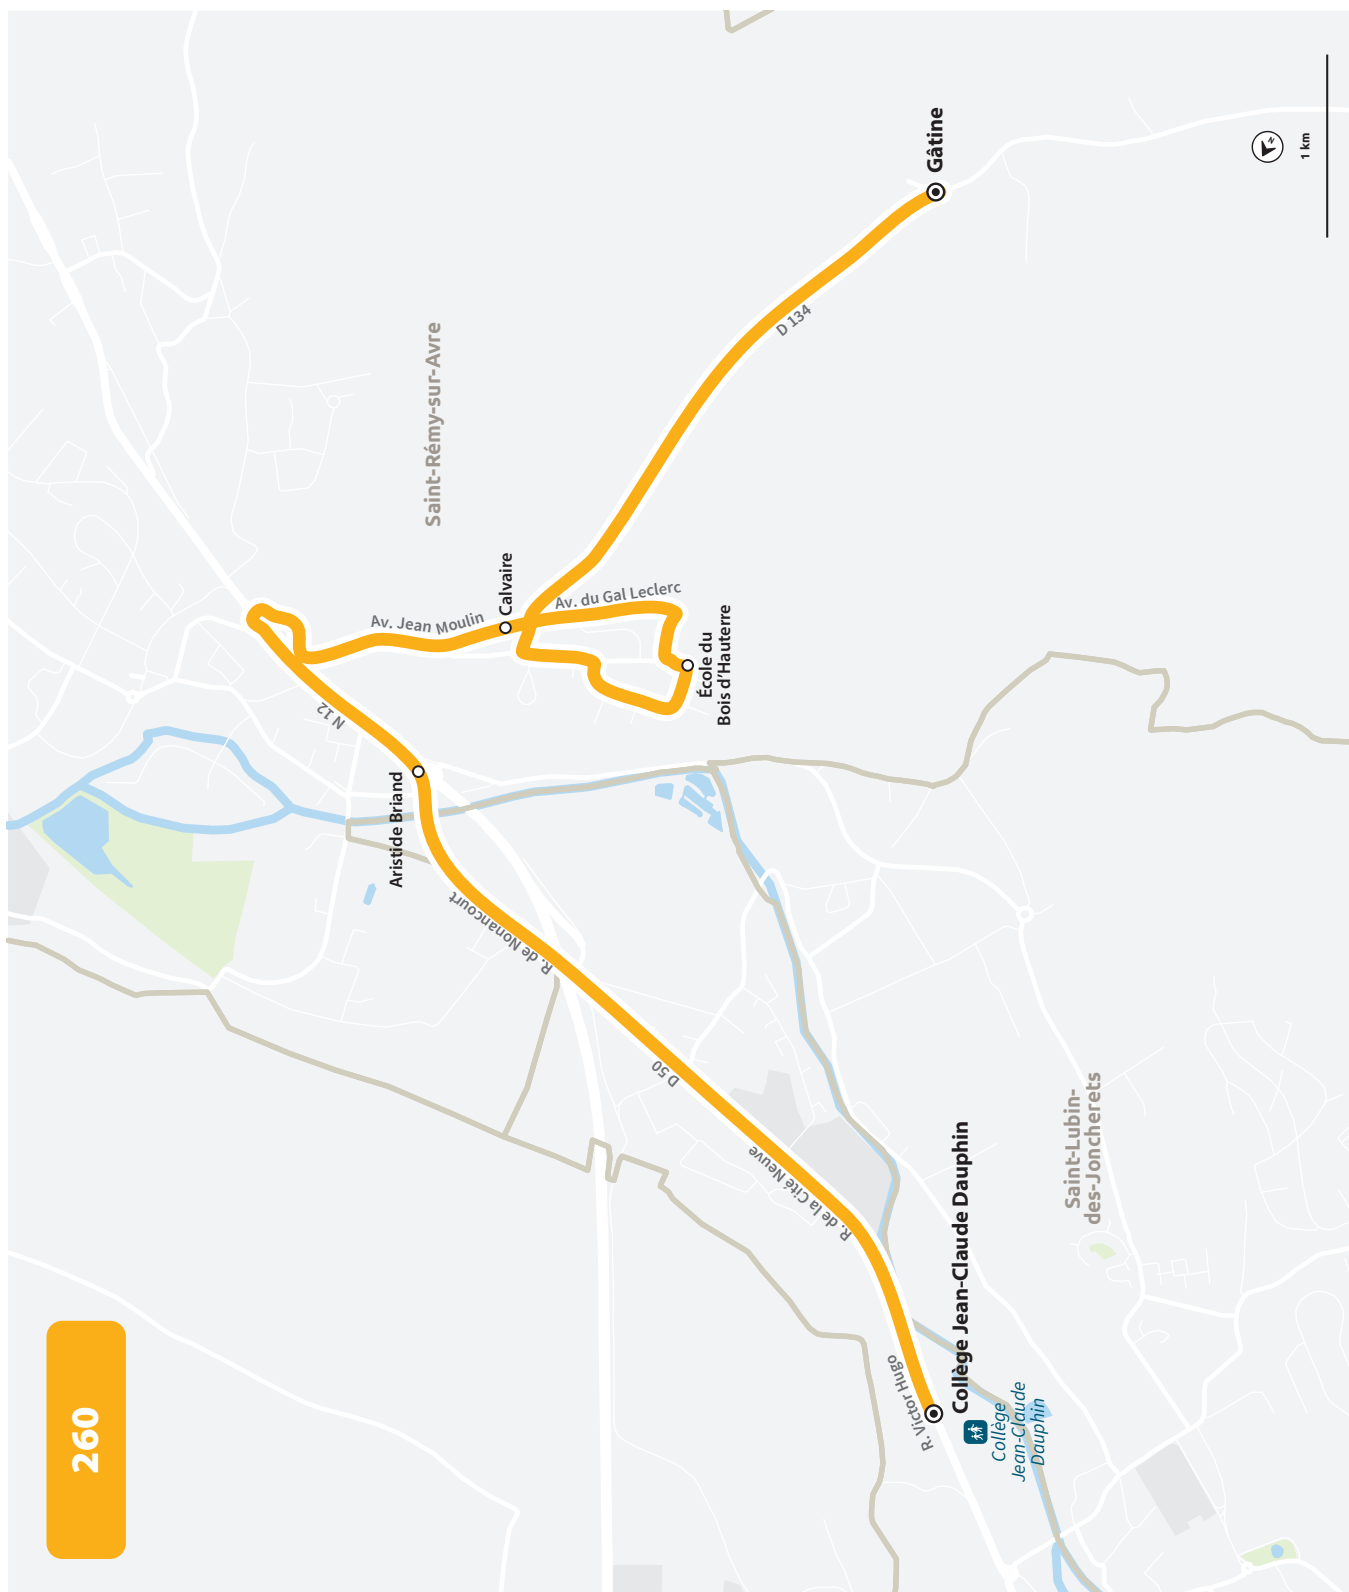 260
N 12
Aristide Briand
R. de Nonancourt
D 50
R. de la Cité Neuve
R. Victor Hugo
Collège Jean-Claude Dauphin
Collège
Jean-Claude
Dauphin
Saint-Rémy-sur-Avre
Av. Jean Moulin
Calvaire
Av. du Gal Leclerc
École du
Bois d'Hauterre
D 134
Gâtine
Saint-Lubin-
des-Joncherets
N
1 km